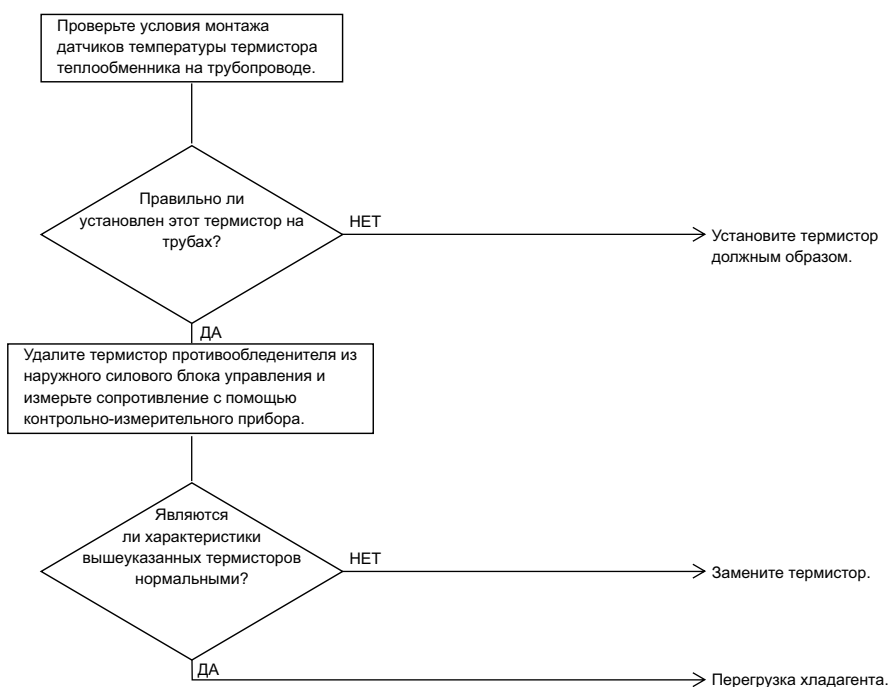 Проверьте условия монтажа
датчиков температуры термистора
теплообменника на трубопроводе.
Правильно ли
установлен этот термистор на
трубах?
НЕТ
Установите термистор
должным образом.
ДА
Удалите термистор противообледенителя из
наружного силового блока управления и
измерьте сопротивление с помощью
контрольно-измерительного прибора.
Являются
ли характеристики
вышеуказанных термисторов
нормальными?
НЕТ
Замените термистор.
ДА
Перегрузка хладагента.